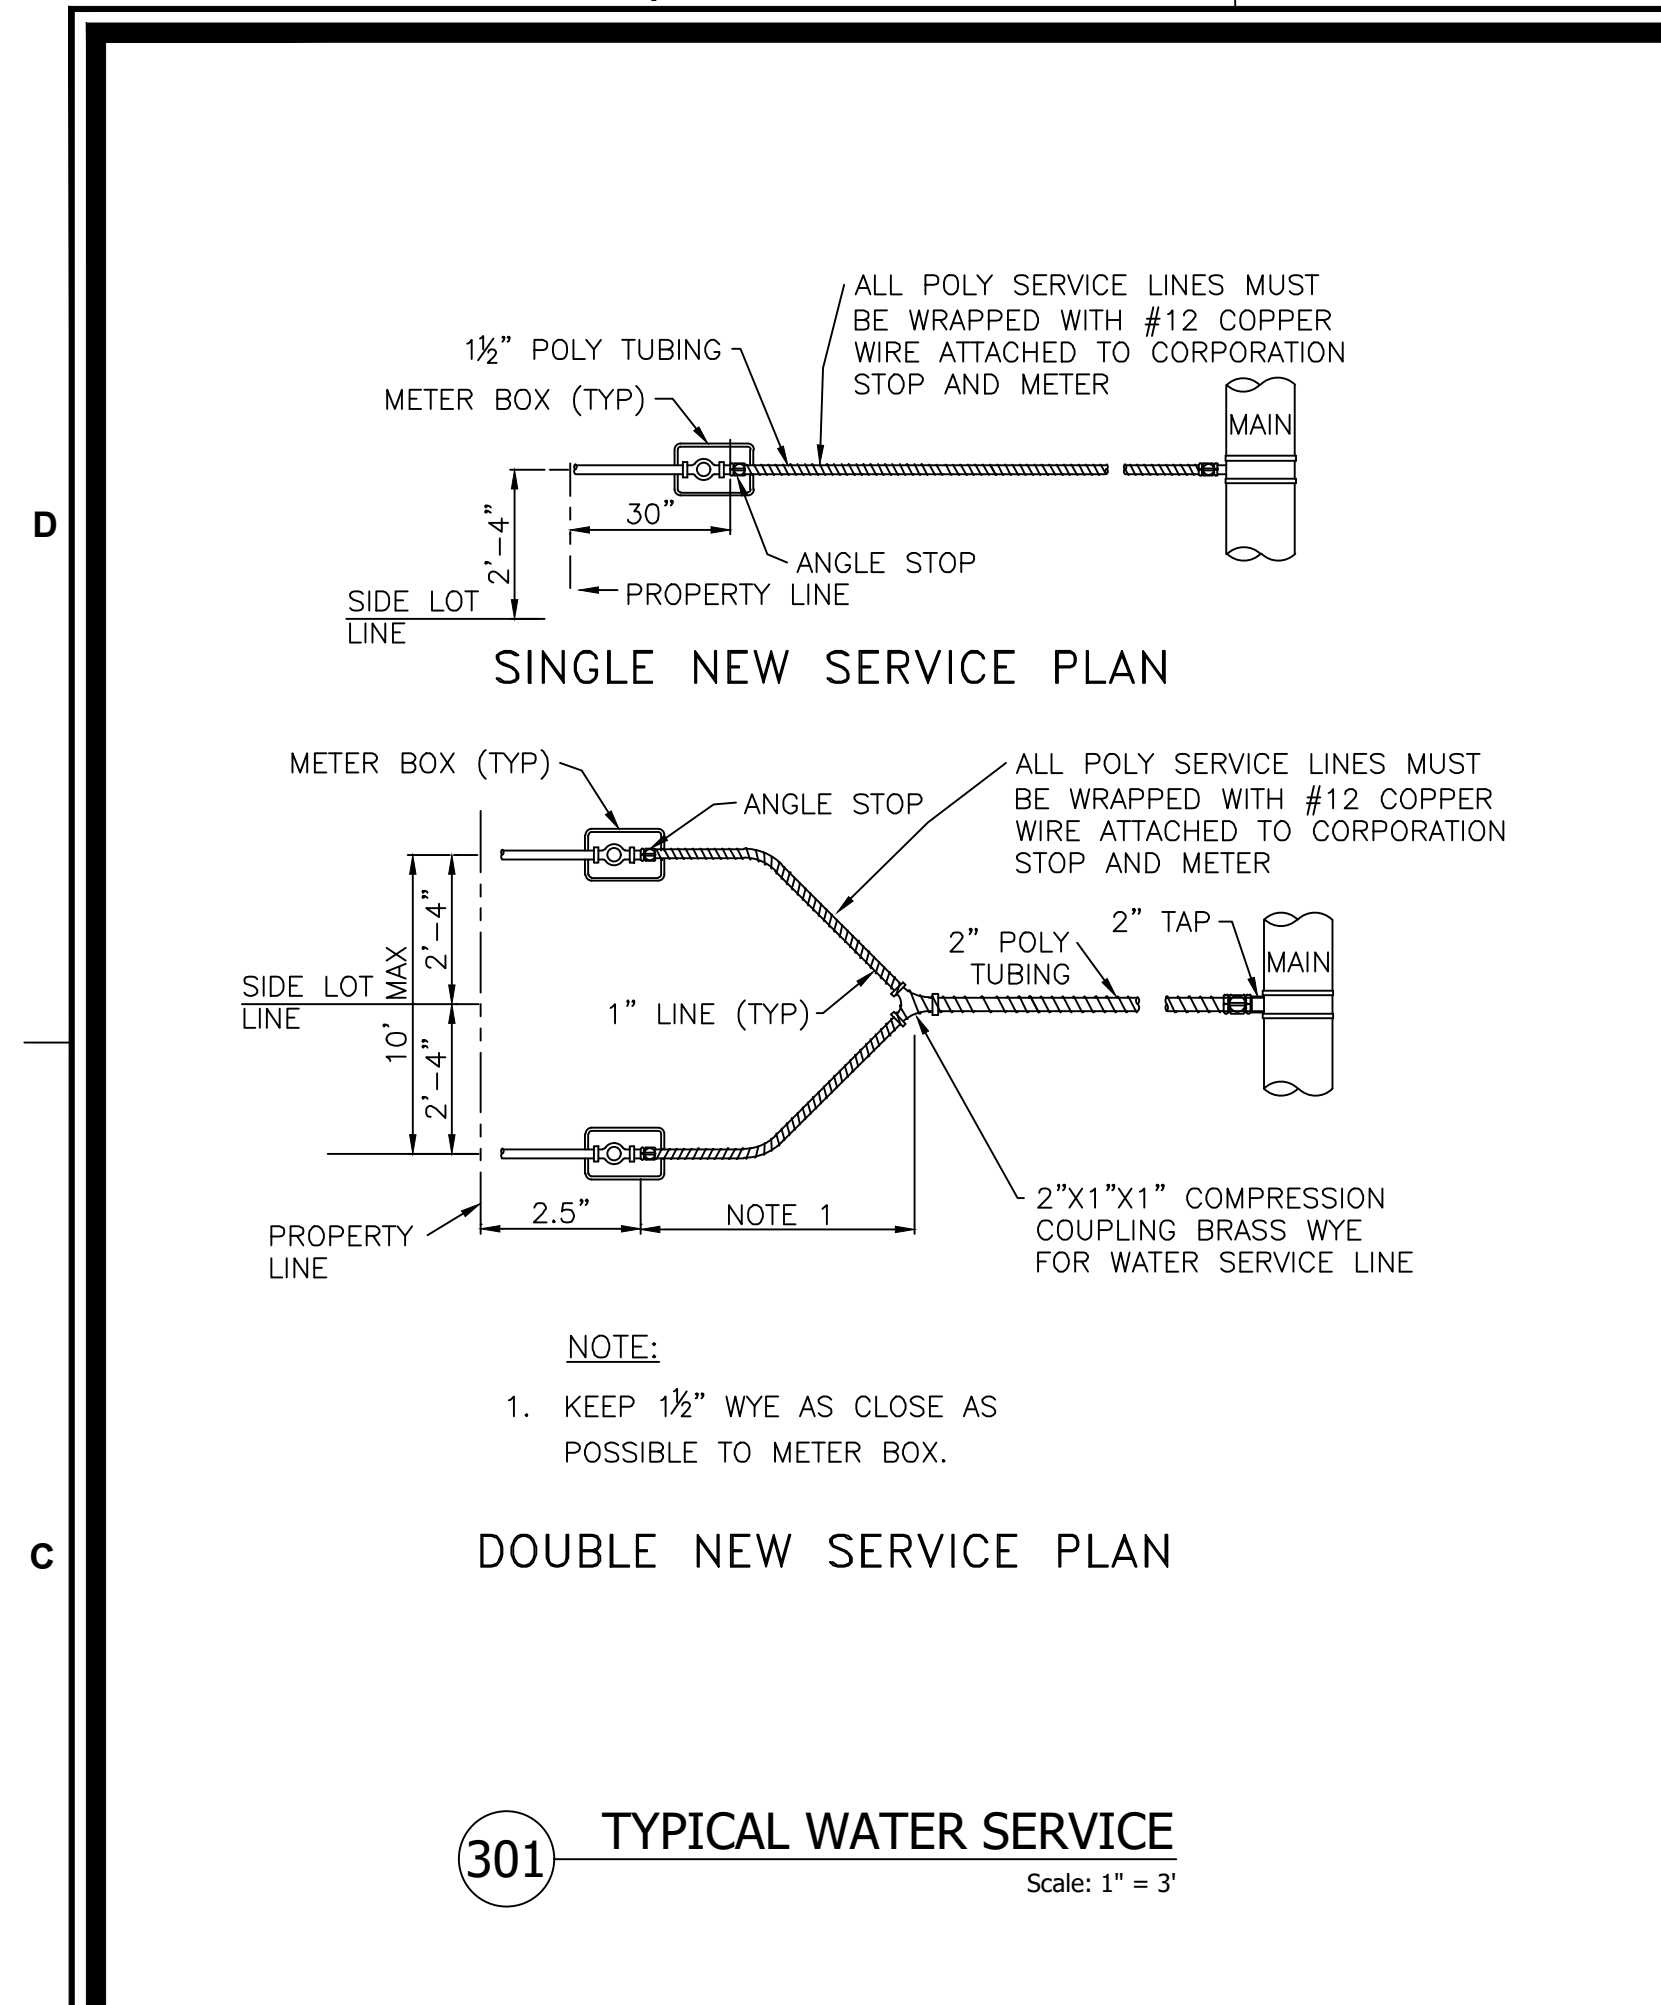 ALL POLY SERVICE LINES MUST
BE WRAPPED WITH #12 COPPER
WIRE ATTACHED TO CORPORATION
STOP AND METER
1½” POLY TUBING
METER BOX (TYP)
MAIN
D
30”
2’-4”
ANGLE STOP
PROPERTY LINE
SIDE LOT
LINE
SINGLE NEW SERVICE PLAN
METER BOX (TYP)
ANGLE STOP
ALL POLY SERVICE LINES MUST
BE WRAPPED WITH #12 COPPER
WIRE ATTACHED TO CORPORATION
STOP AND METER
2” TAP
2” POLY
TUBING
MAIN
2’-4”
10’ MAX
SIDE LOT
LINE
1” LINE (TYP)
2’-4”
2.5”
NOTE 1
2”X1”X1” COMPRESSION
COUPLING BRASS WYE
FOR WATER SERVICE LINE
PROPERTY
LINE
NOTE:
1. KEEP 1½” WYE AS CLOSE AS
POSSIBLE TO METER BOX.
C
DOUBLE NEW SERVICE PLAN
301
TYPICAL WATER SERVICE
Scale: 1" = 3'